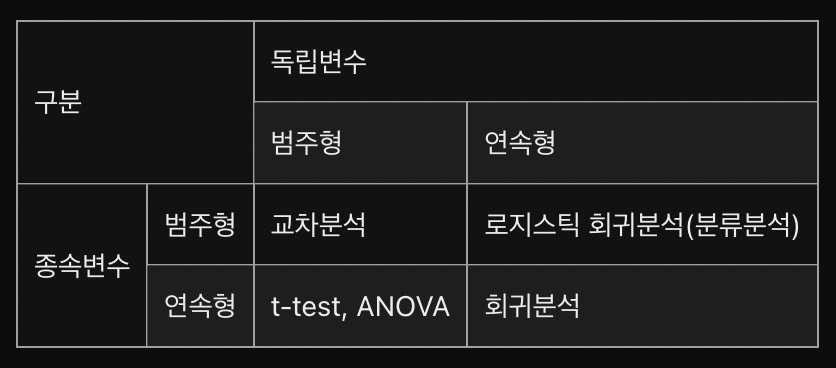 구분
독립변수
범주형
연속형
종속변수
범주형
교차분석
로지스틱 회귀분석(분류분석)
연속형
t-test, ANOVA
회귀분석